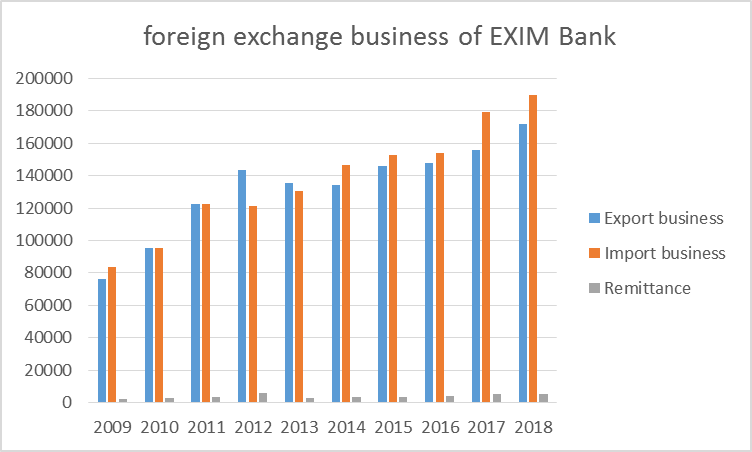 foreign exchange business of EXIM Bank
200000
180000
160000
140000
120000
100000
80000
60000
40000
20000
0
2009 2010 2011 2012 2013 2014 2015 2016 2017 2018
Export business
Import business
Remittance